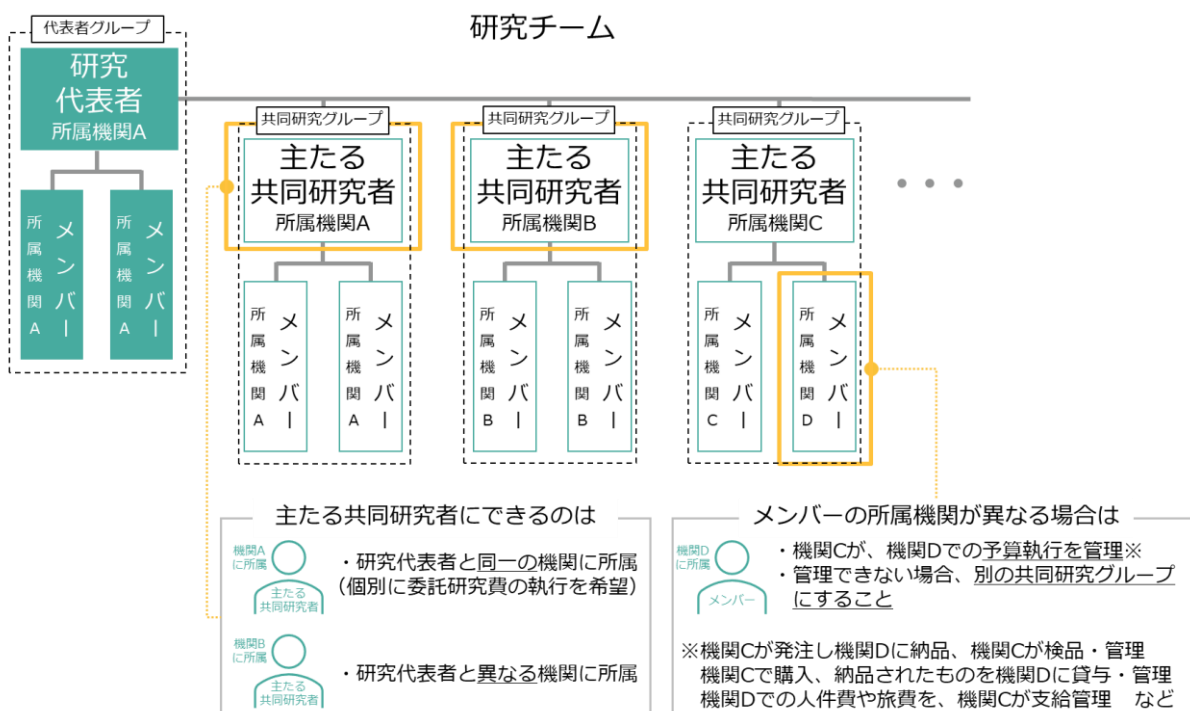 研究チーム
代表者グループ
研究
代表者
所属機関A
メンバー
所属機関A
メンバー
所属機関A
共同研究グループ
主たる
共同研究者
所属機関A
メンバー
所属機関A
メンバー
所属機関A
共同研究グループ
主たる
共同研究者
所属機関B
メンバー
所属機関B
メンバー
所属機関B
共同研究グループ
主たる
共同研究者
所属機関C
メンバー
所属機関C
メンバー
所属機関D
主たる共同研究者にできるのは
機関A
に所属
主たる
共同研究者
・研究代表者と同一の機関に所属
(個別に委託研究費の執行を希望)
機関B
に所属
主たる
共同研究者
・研究代表者と異なる機関に所属
メンバーの所属機関が異なる場合は
機関D
に所属
メンバー
・機関Cが、機関Dでの予算執行を管理※
・管理できない場合、別の共同研究グループ
にすること
※機関Cが発注し機関Dに納品、機関Cが検品・管理
機関Cで購入、納品されたものを機関Dに貸与・管理
機関Dでの人件費や旅費を、機関Cが支給管理 など